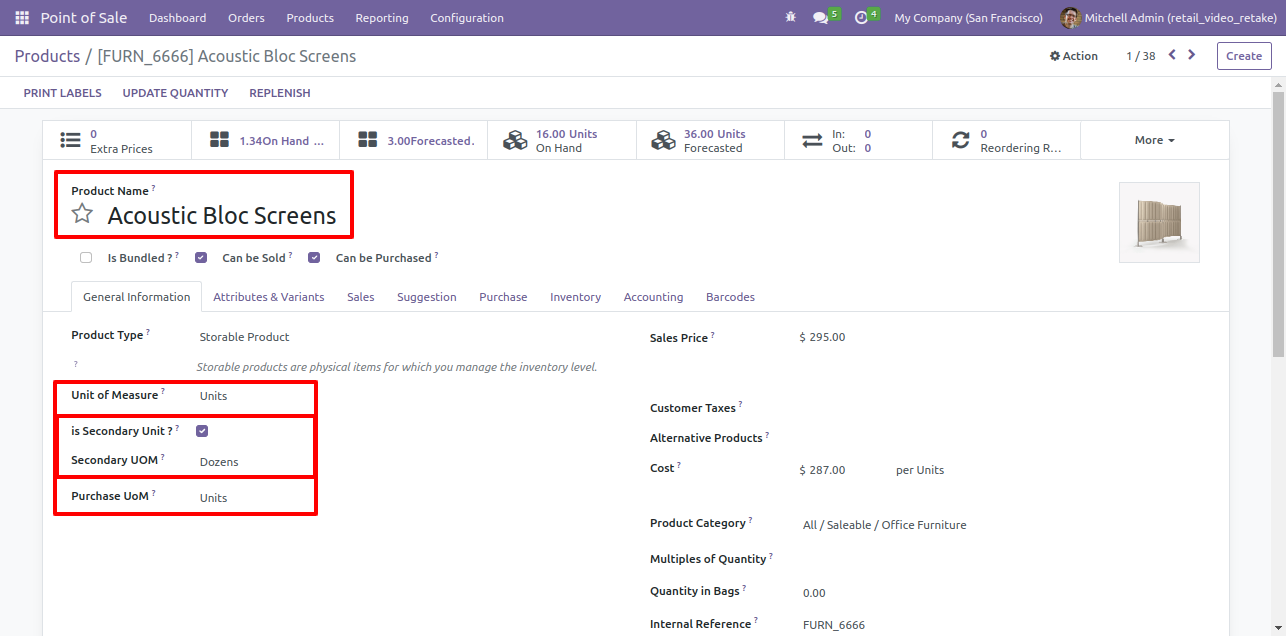 Point of Sale Dashboard Orders Products Reporting Configuration 5 4 My Company (San Francisco) Mitchell Admin (retail_video_retake)
Products / [FURN_6666] Acoustic Bloc Screens Action 1 / 38 Create
PRINT LABELS UPDATE QUANTITY REPLENISH
0 Extra Prices
1.34On Hand ...
3.00Forecasted.
16.00 Units On Hand
36.00 Units Forecasted
In: 0
Out: 0
0 Reordering R...
More
Product Name ?
Acoustic Bloc Screens
Is Bundled ? ? Can be Sold ? Can be Purchased ?
General Information Attributes & Variants Sales Suggestion Purchase Inventory Accounting Barcodes
Product Type ? Storable Product
? Storable products are physical items for which you manage the inventory level.
Unit of Measure ? Units
is Secondary Unit ? ?
Secondary UOM ? Dozens
Purchase UoM ? Units
Sales Price ? $ 295.00
Customer Taxes ?
Alternative Products ?
Cost ? $ 287.00 per Units
Product Category ? All / Saleable / Office Furniture
Multiples of Quantity ?
Quantity in Bags ? 0.00
Internal Reference ? FURN_6666